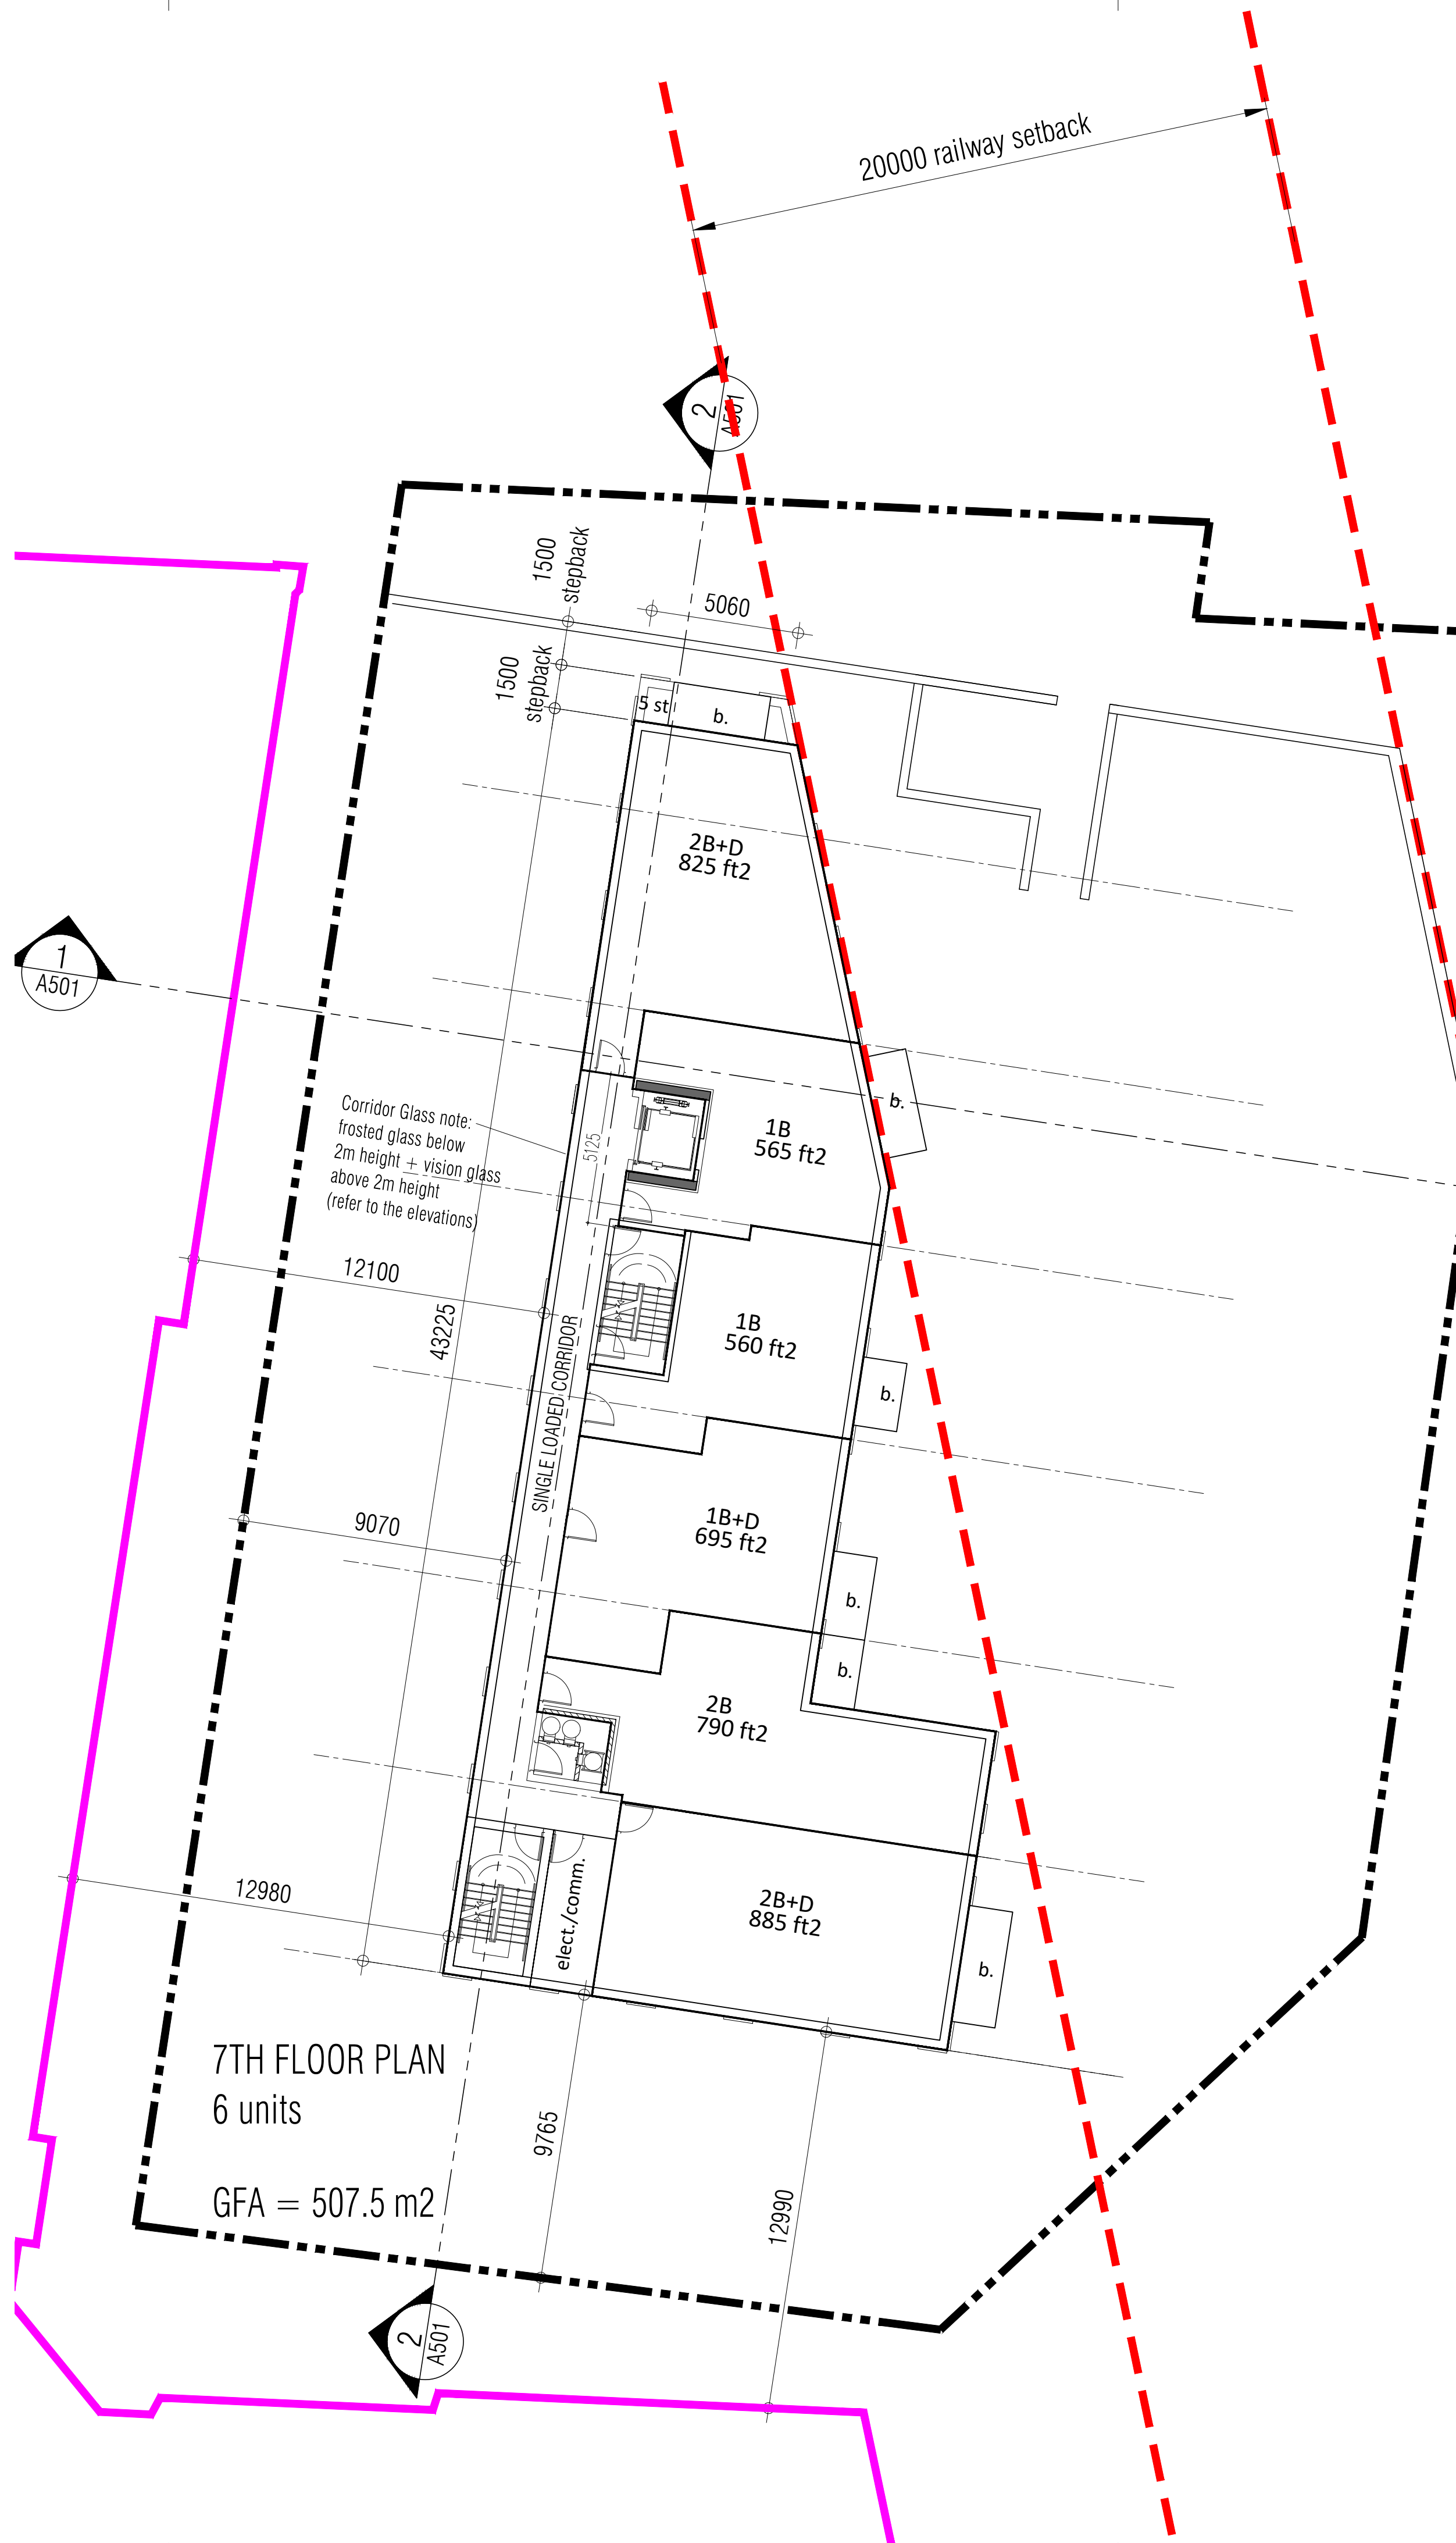 20000 railway setback
2
A501
1500
stepback
5060
1500
stepback
5 st
b.
2B+D
825 ft2
1
A501
b.
Corridor Glass note:
frosted glass below
2m height + vision glass
above 2m height
(refer to the elevations)
5125
1B
565 ft2
12100
43225
1B
560 ft2
b.
SINGLE LOADED CORRIDOR
9070
1B+D
695 ft2
b.
b.
2B
790 ft2
12980
elect./comm.
2B+D
885 ft2
b.
7TH FLOOR PLAN
6 units
GFA = 507.5 m2
9765
12990
2
A501